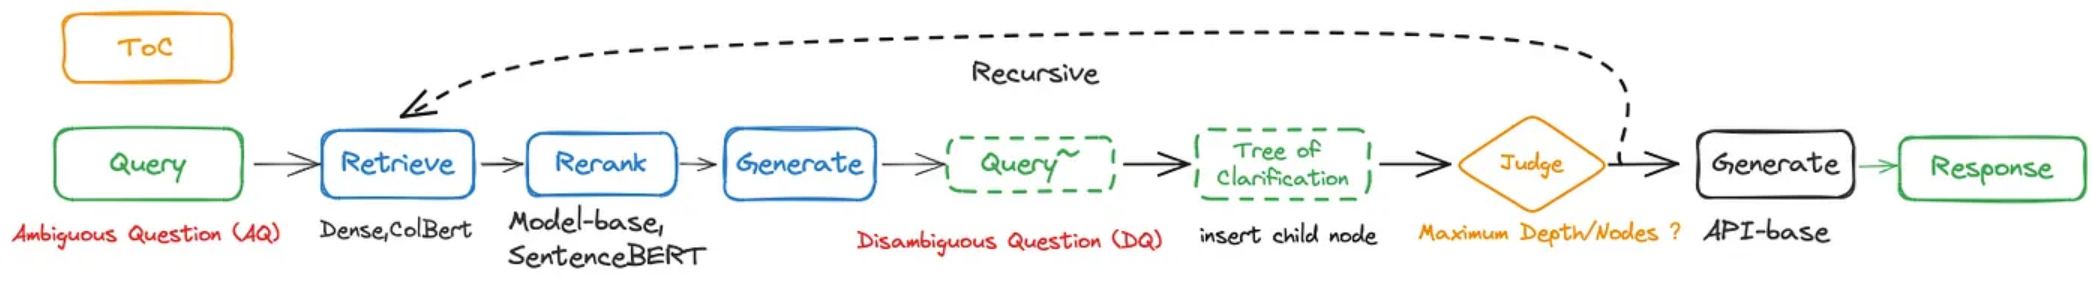 ToC
Recursive
Query
Retrieve
Rerank
Generate
Query~
Tree of
Clarification
Judge
Generate
Response
Ambiguous Question (AQ)
Dense,ColBert
Model-base,
SentenceBERT
Disambiguous Question (DQ)
insert child node
Maximum Depth/Nodes ?
API-base